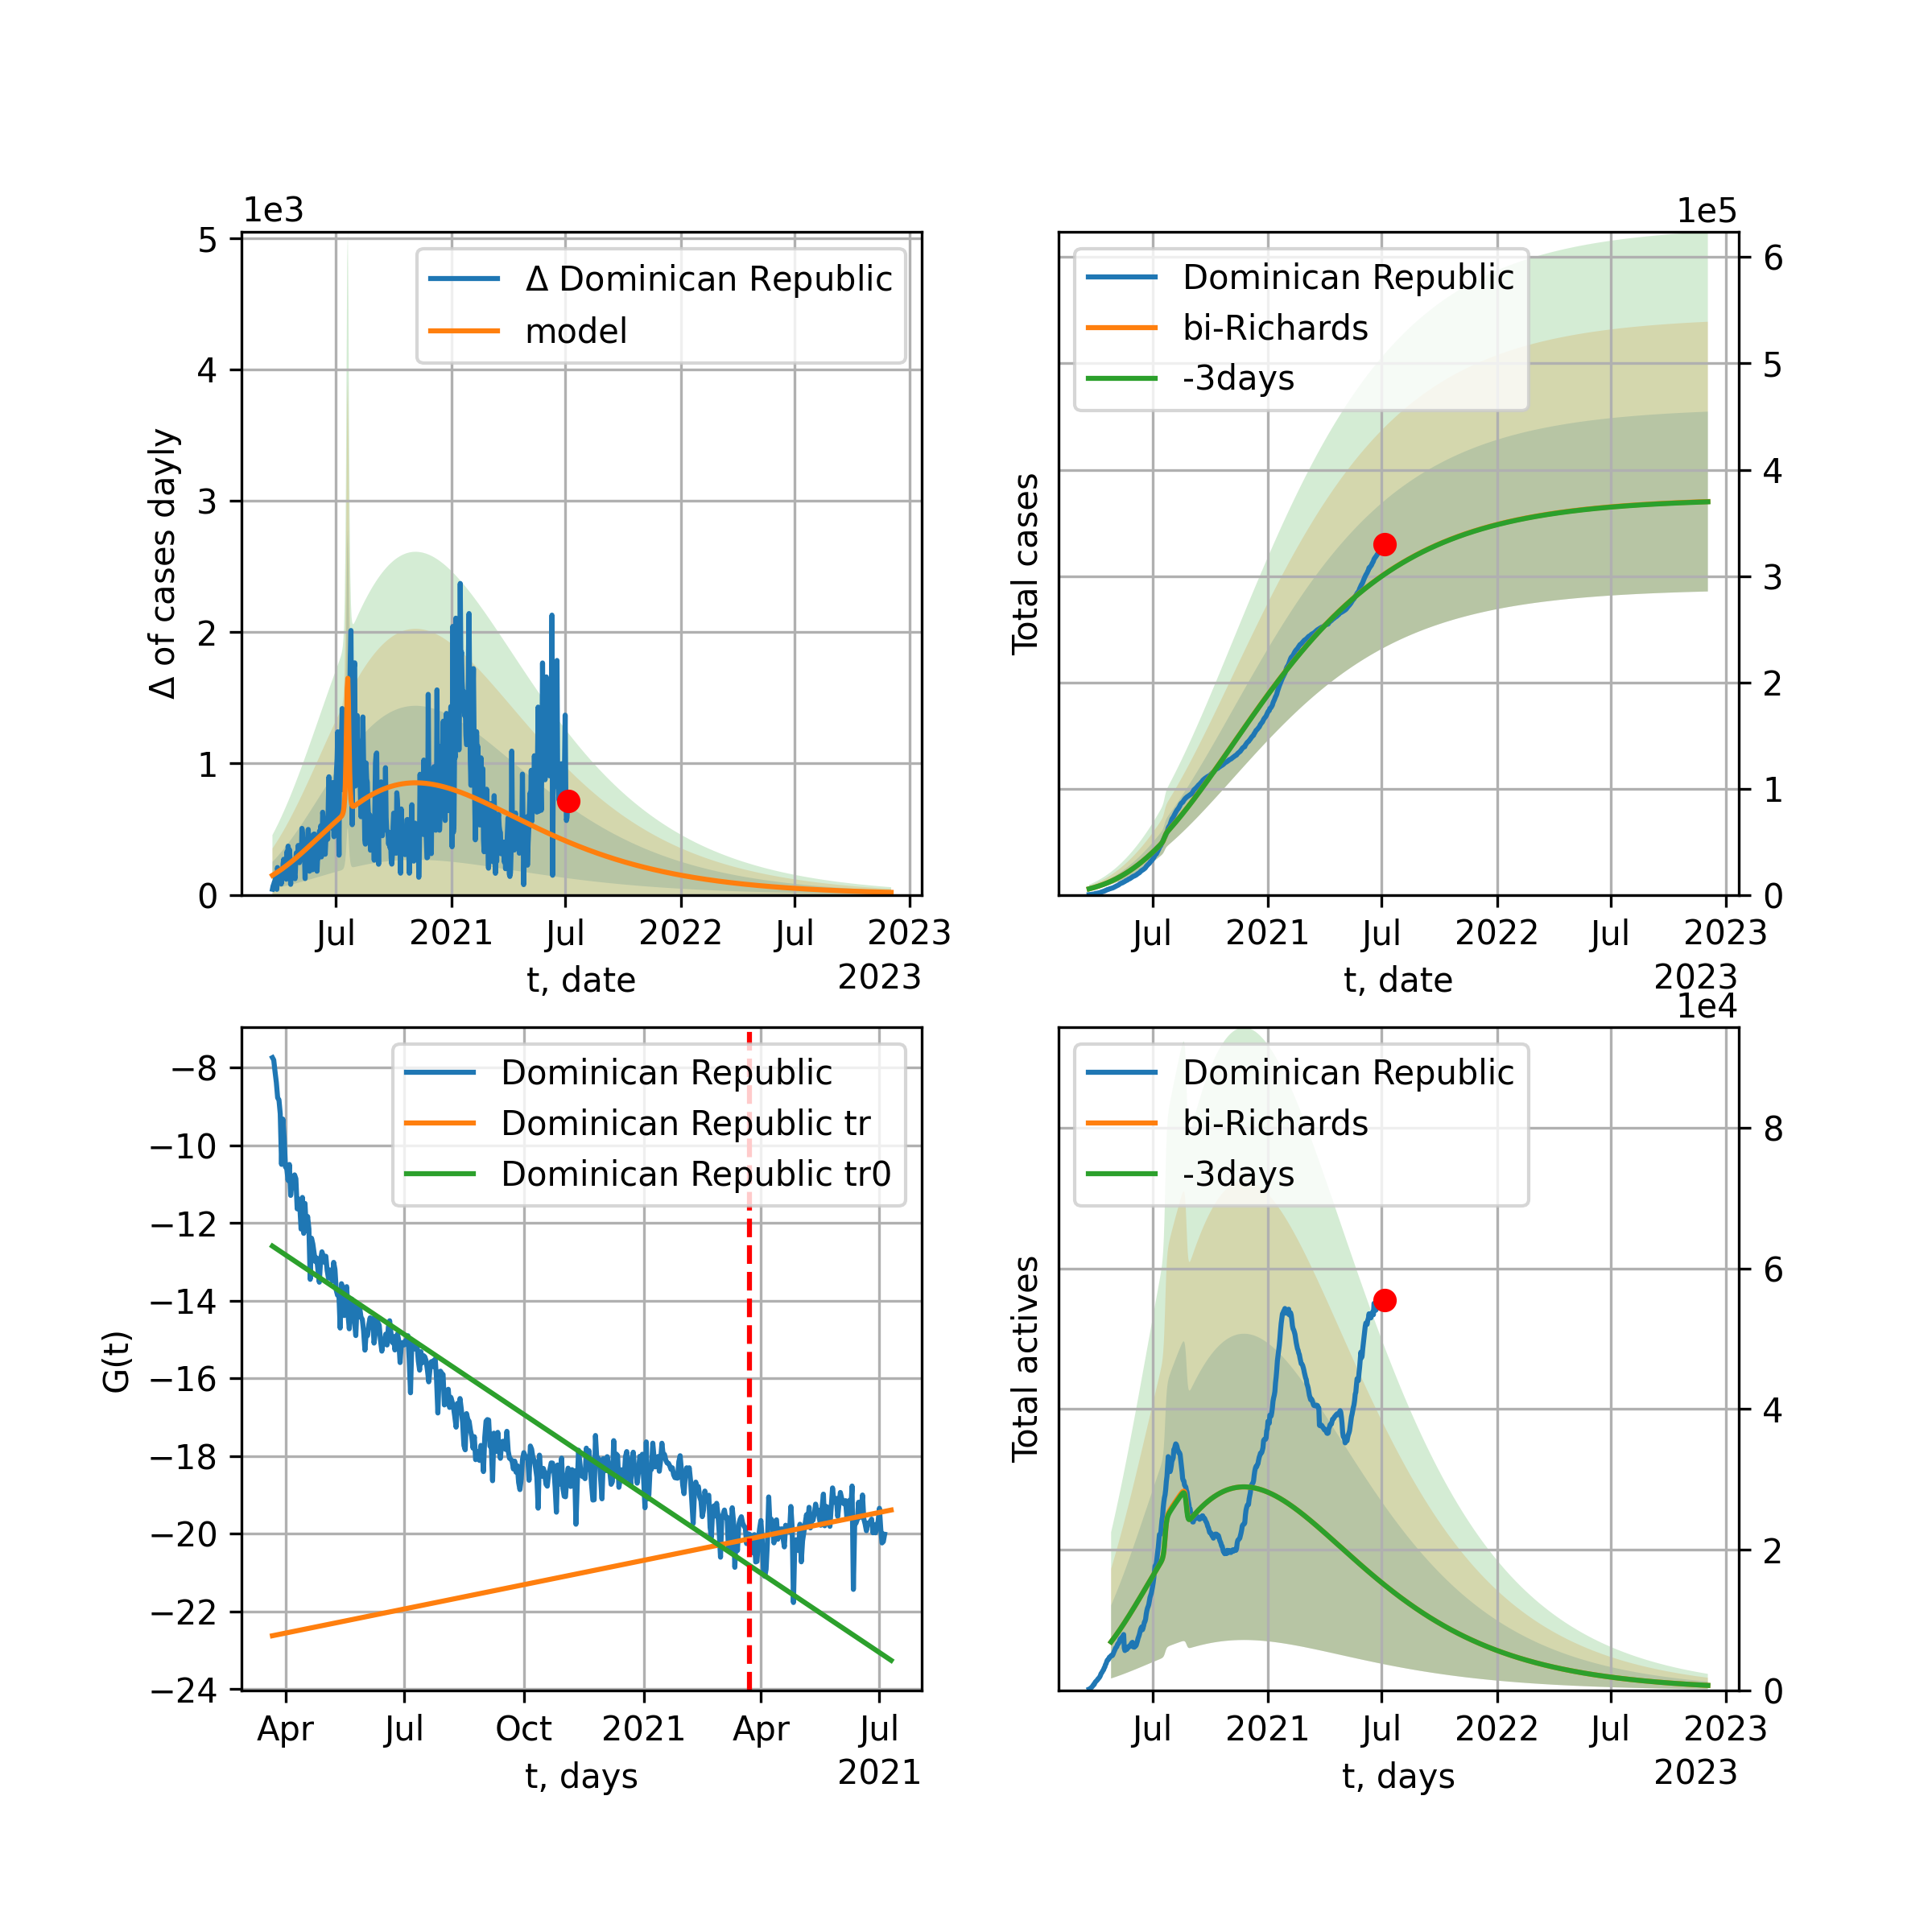 1e3
5
4
3
2
1
0
Δ of cases dayly
Δ Dominican Republic
model
Jul
2021
Jul
2022
Jul
2023
t, date
2023
1e5
Total cases
Dominican Republic
bi-Richards
-3days
6
5
4
3
2
1
0
Jul
2021
Jul
2022
Jul
2023
t, date
2023
G(t)
−8
−10
−12
−14
−16
−18
−20
−22
−24
Dominican Republic
Dominican Republic tr
Dominican Republic tr0
Apr
Jul
Oct
2021
Apr
Jul
t, days
2021
1e4
Total actives
Dominican Republic
bi-Richards
-3days
8
6
4
2
0
Jul
2021
Jul
2022
Jul
2023
t, days
2023